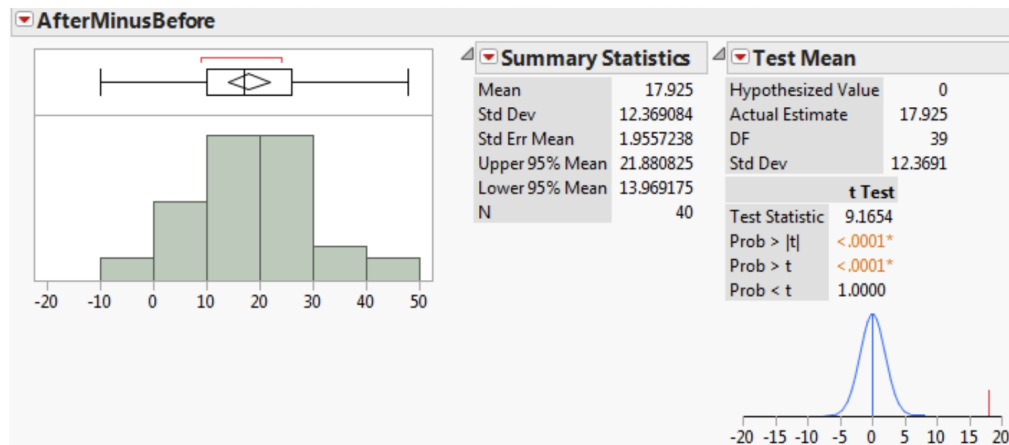 AfterMinusBefore
-20 -10 0 10 20 30 40 50
Summary Statistics
Mean 17.925
Std Dev 12.369084
Std Err Mean 1.9557238
Upper 95% Mean 21.880825
Lower 95% Mean 13.969175
N 40
Test Mean
Hypothesized Value 0
Actual Estimate 17.925
DF 39
Std Dev 12.3691
t Test
Test Statistic 9.1654
Prob > |t| <.0001*
Prob > t <.0001*
Prob < t 1.0000
-20 -15 -10 -5 0 5 10 15 20